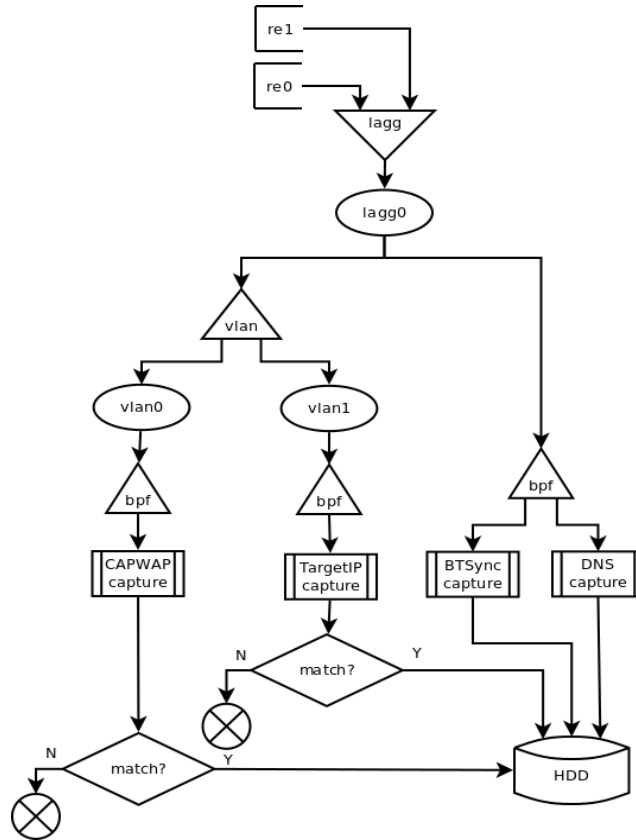 re1
re0
lagg
lagg0
vlan
vlan0
vlan1
bpf
bpf
bpf
CAPWAP
capture
TargetIP
capture
BTSync
capture
DNS
capture
N
match?
Y
N
match?
Y
HDD